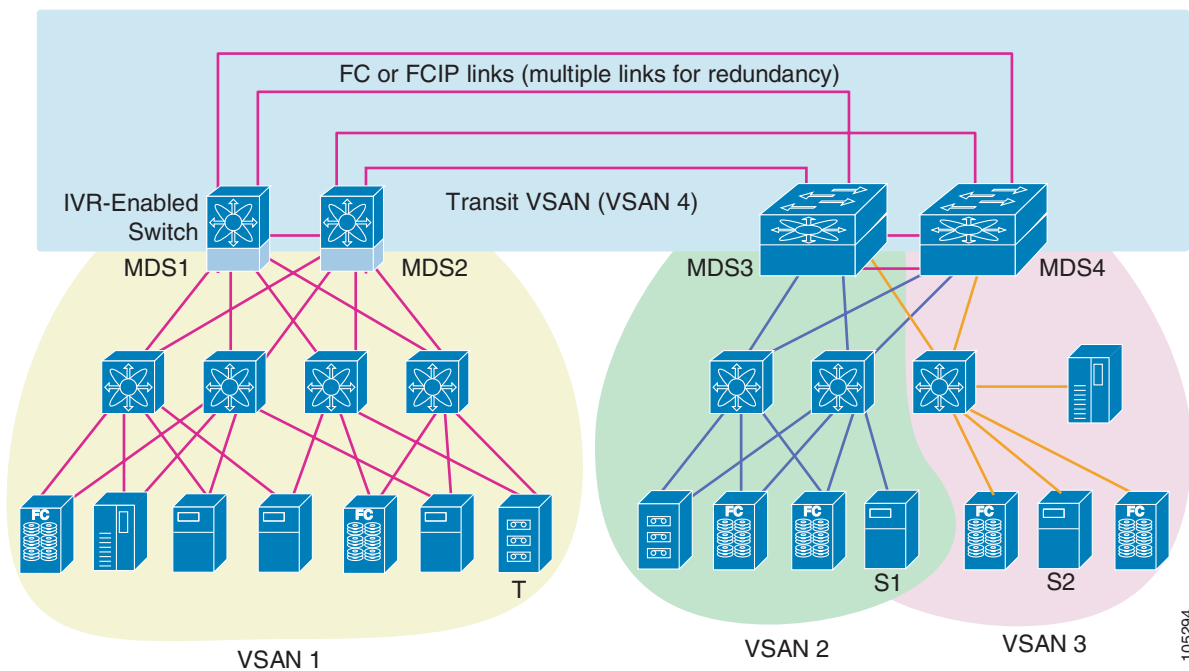 FC or FCIP links (multiple links for redundancy)
IVR-Enabled
Switch
Transit VSAN (VSAN 4)
MDS1
MDS2
MDS3
MDS4
FC
FC
FC
FC
FC
FC
T
S1
S2
VSAN 1
VSAN 2
VSAN 3
105294